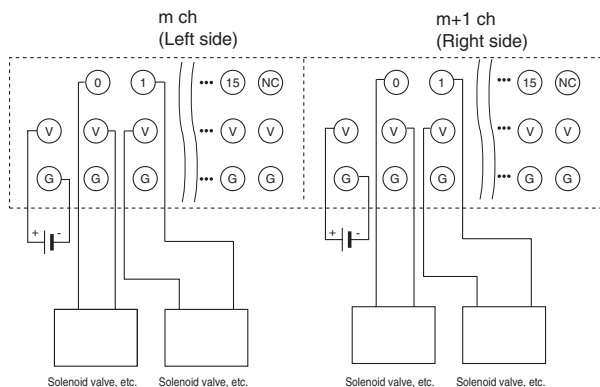 m ch
(Left side)
m+1 ch
(Right side)
0 1 ••• 15 NC
0 1 ••• 15 NC
V V V ••• V V
V V V ••• V V
G G G ••• G G
G G G ••• G G
+ -
+ -
Solenoid valve, etc.
Solenoid valve, etc.
Solenoid valve, etc.
Solenoid valve, etc.